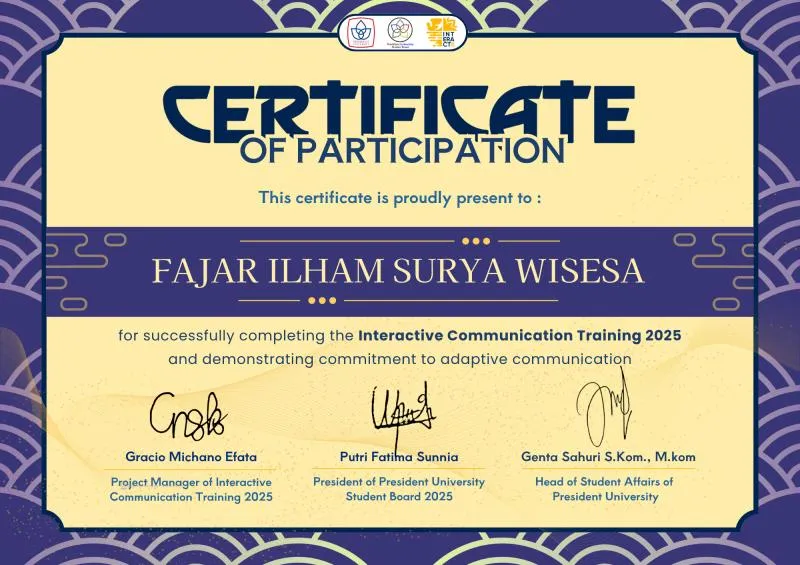 INT
ERA
CT
CERTIFICATE
OF PARTICIPATION
This certificate is proudly present to :
FAJAR ILHAM SURYA WISESA
for successfully completing the Interactive Communication Training 2025
and demonstrating commitment to adaptive communication
Gracio Michano Efata
Project Manager of Interactive
Communication Training 2025
Putri Fatima Sunnia
President of President University
Student Board 2025
Genta Sahuri S.Kom., M.kom
Head of Student Affairs of
President University